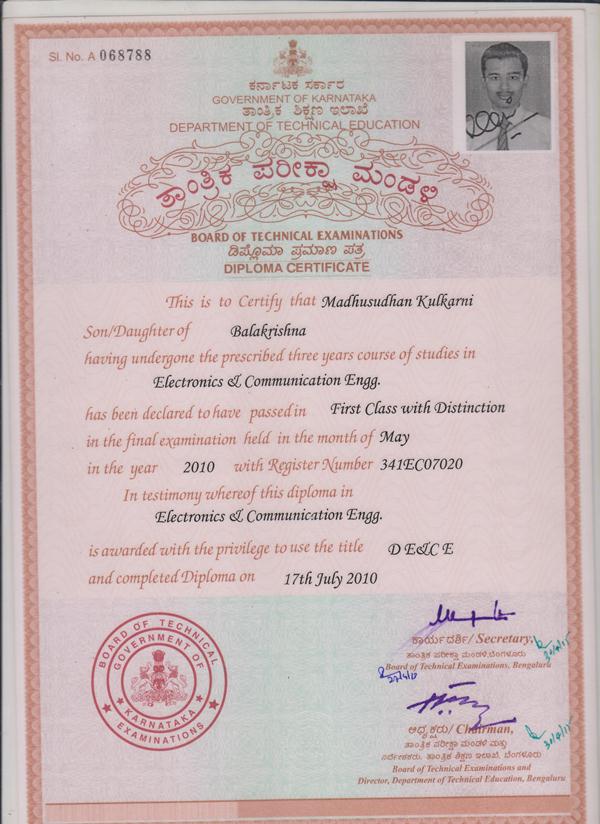 Sl. No. A 068788
ಕರ್ನಾಟಕ ಸರ್ಕಾರ
GOVERNMENT OF KARNATAKA
ತಾಂತ್ರಿಕ ಶಿಕ್ಷಣ ಇಲಾಖೆ
DEPARTMENT OF TECHNICAL EDUCATION
ತಾಂತ್ರಿಕ ಪರೀಕ್ಷಾ ಮಂಡಳಿ
BOARD OF TECHNICAL EXAMINATIONS
ಡಿಪ್ಲೊಮಾ ಪ್ರಮಾಣ ಪತ್ರ
DIPLOMA CERTIFICATE
This is to Certify that Madhusudhan Kulkarni
Son/Daughter of Balakrishna
having undergone the prescribed three years course of studies in
Electronics & Communication Engg.
has been declared to have passed in First Class with Distinction
in the final examination held in the month of May
in the year 2010 with Register Number 341EC07020
In testimony whereof this diploma in
Electronics & Communication Engg.
is awarded with the privilege to use the title D E&C E
and completed Diploma on 17th July 2010
BOARD OF TECHNICAL EXAMINATIONS
GOVERNMENT OF KARNATAKA
ಕಾರ್ಯದರ್ಶಿ/ Secretary,
ತಾಂತ್ರಿಕ ಪರೀಕ್ಷಾ ಮಂಡಳಿ,ಬೆಂಗಳೂರು
Board of Technical Examinations, Bengaluru
ಅಧ್ಯಕ್ಷರು/ Chairman,
ತಾಂತ್ರಿಕ ಪರೀಕ್ಷಾ ಮಂಡಳಿ ಮತ್ತು
ನಿರ್ದೇಶಕರು, ತಾಂತ್ರಿಕ ಶಿಕ್ಷಣ ಇಲಾಖೆ, ಬೆಂಗಳೂರು
Board of Technical Examinations and
Director, Department of Technical Education, Bengaluru